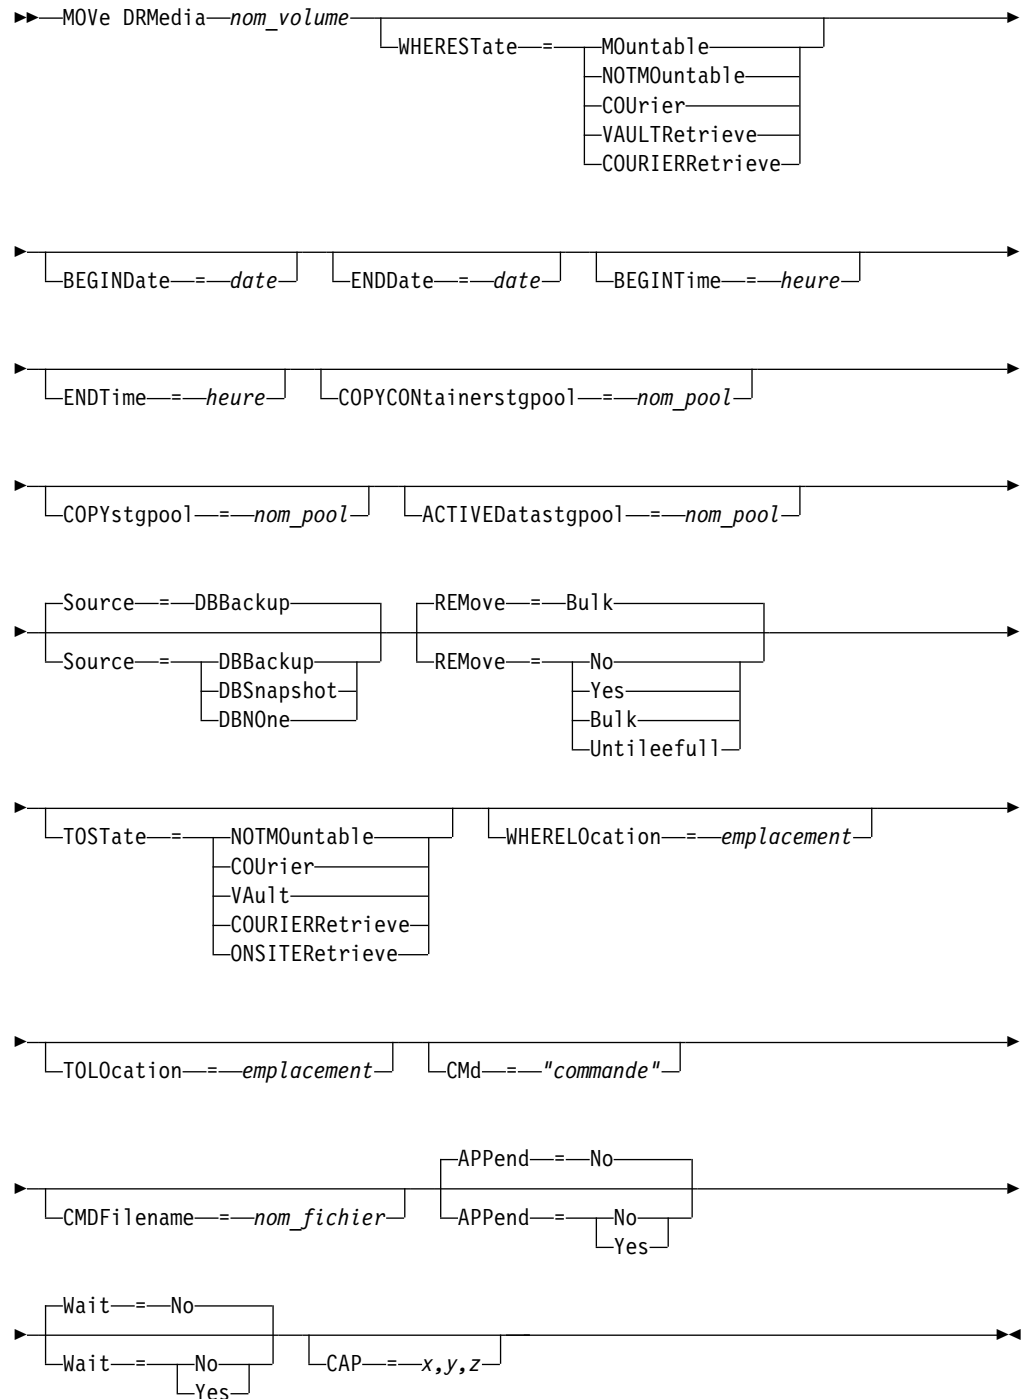 MOVe DRMedia nom_volume
WHERESTate = MOuntable
NOTMOuntable
COUrier
VAULTRetrieve
COURIERRetrieve
BEGINDate = date ENDDate = date BEGINTime = heure
ENDTime = heure COPYCONtainerstgpool = nom_pool
COPYstgpool = nom_pool ACTIVEDatastgpool = nom_pool
Source = DBBackup REMove = Bulk
Source = DBBackup REMove = No
DBSnapshot Yes
DBNOne Bulk
Untileefull
TOSTate = NOTMOuntable WHERELOcation = emplacement
COUrier
VAult
COURIERRetrieve
ONSITERetrieve
TOLOcation = emplacement CMd = "commande"
APPend = No
CMDFilename = nom_fichier APPend = No
Yes
Wait = No
Wait = No CAP = x,y,z
Yes